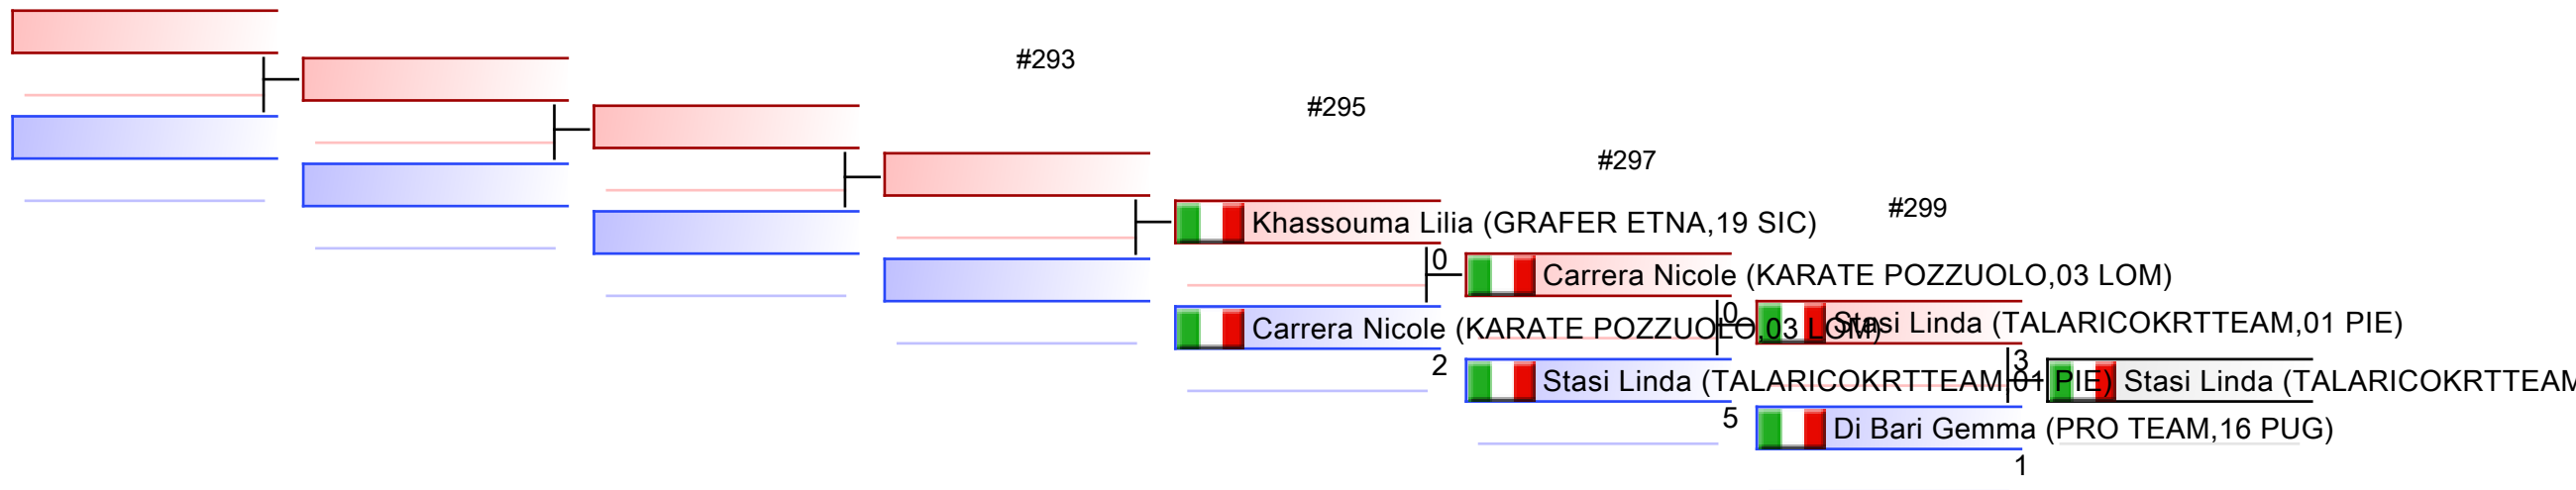 #293
#295
#297
#299
Khassouma Lilia (GRAFER ETNA,19 SIC)
0
Carrera Nicole (KARATE POZZUOLO,03 LOM)
Carrera Nicole (KARATE POZZUOLO,03 LOM)
2
0
Stasi Linda (TALARICOKRTTEAM,01 PIE)
Stasi Linda (TALARICOKRTTEAM,01 PIE)
5
3
Stasi Linda (TALARICOKRTTEAM
Di Bari Gemma (PRO TEAM,16 PUG)
1